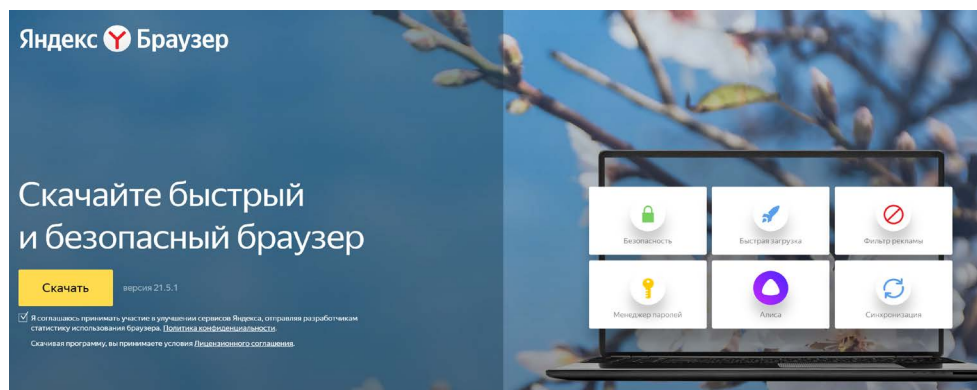 Яндекс Браузер
Скачайте быстрый
и безопасный браузер
Скачать
версия 21.5.1
Я соглашаюсь принимать участие в улучшении сервисов Яндекса, отправляя разработчикам
статистику использования браузера. Политика конфиденциальности.
Скачивая программу, вы принимаете условия Лицензионного соглашения.
Безопасность
Быстрая загрузка
Фильтр рекламы
Менеджер паролей
Алиса
Синхронизация